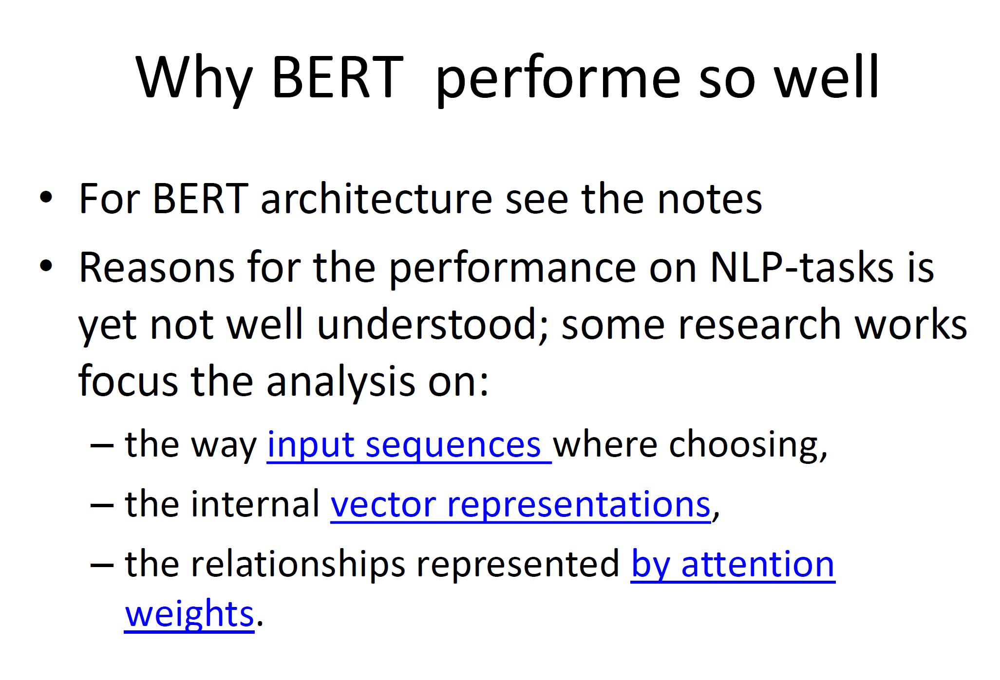 Why BERT  performe so well
• For BERT architecture see the notes
• Reasons for the performance on NLP-tasks is
yet not well understood; some research works
focus the analysis on:
– the way input sequences where choosing,
– the internal vector representations,
– the relationships represented by attention
weights.